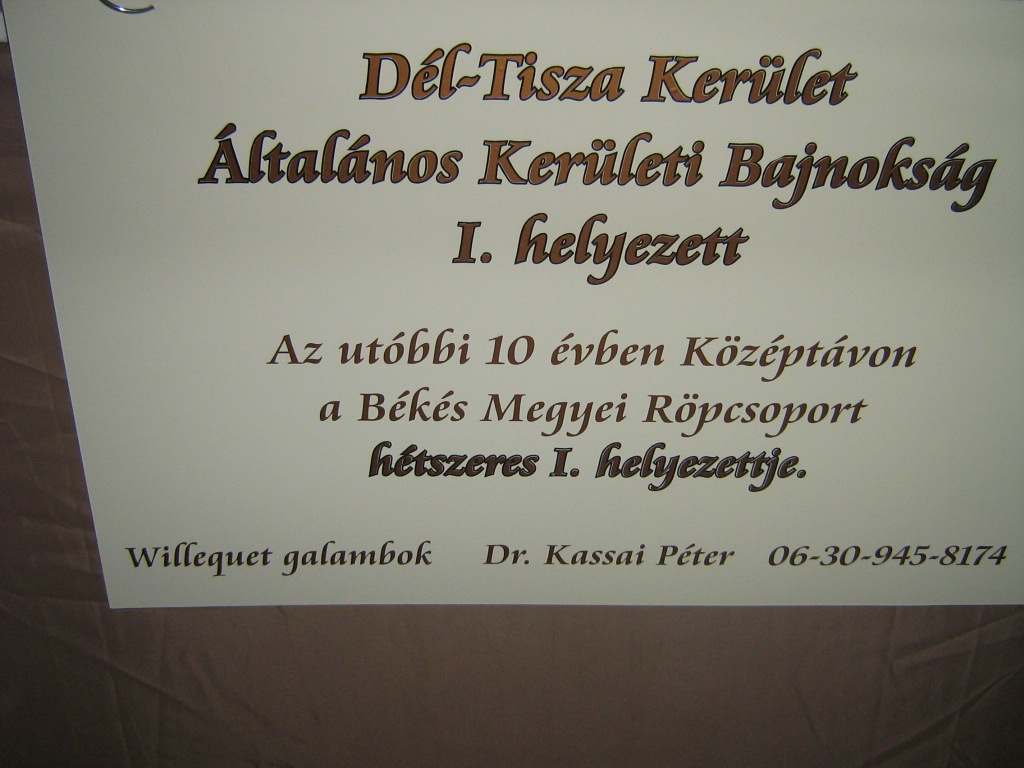 Dél-Tisza Kerület
Általános Kerületi Bajnokság
I. helyezett
Az utóbbi 10 évben Középtávon
a Békés Megyei Röpcsoport
hétszeres I. helyezettje.
Willequet galambok Dr. Kassai Péter 06-30-945-8174